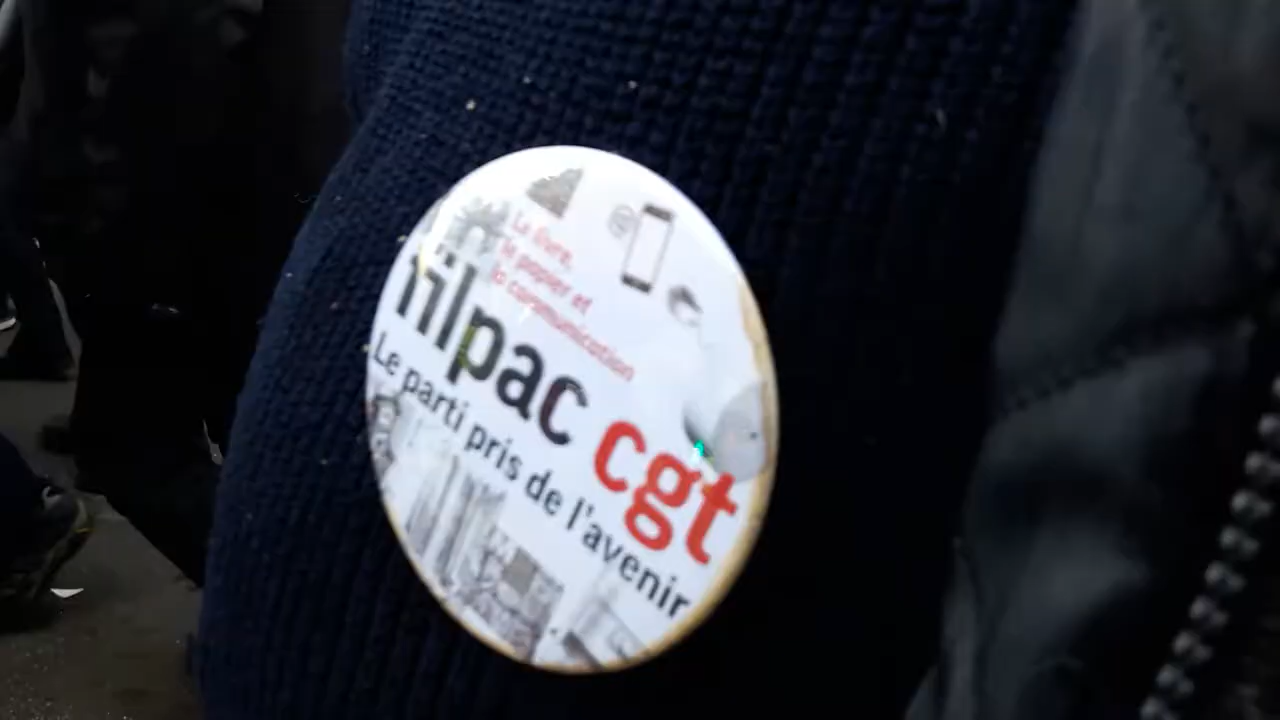 Le livre,
le papier et
la communication
filpac cgt
Le parti pris de l'avenir